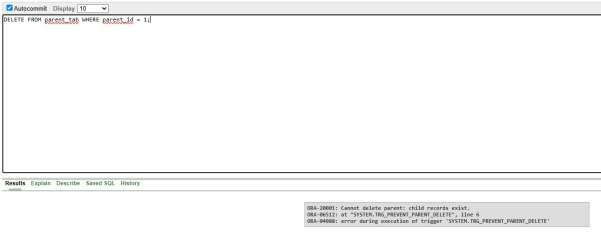 Autocommit Display 10
DELETE FROM parent_tab WHERE parent_id = 1;
Results Explain Describe Saved SQL History
ORA-20001: Cannot delete parent: child records exist.
ORA-06512: at "SYSTEM.TRG_PREVENT_PARENT_DELETE", line 6
ORA-04088: error during execution of trigger 'SYSTEM.TRG_PREVENT_PARENT_DELETE'